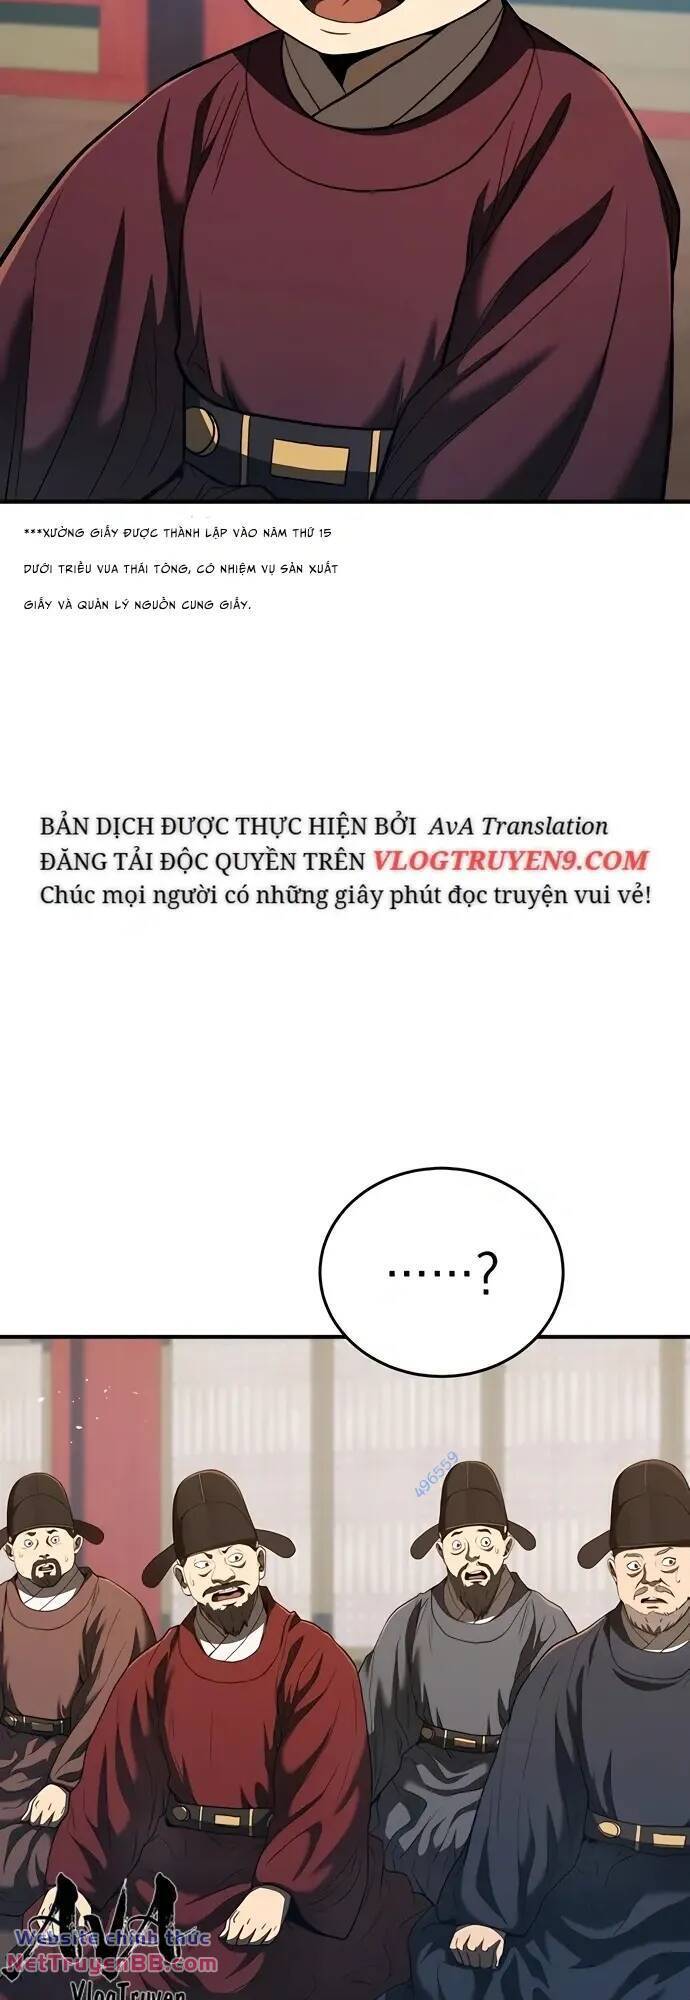 ***XƯỞNG GIẤY ĐƯỢC THÀNH LẬP VÀO NĂM THỨ 15
DƯỚI TRIỀU VUA THÁI TÔNG, CÓ NHIỆM VỤ SẢN XUẤT
GIẤY VÀ QUẢN LÝ NGUỒN CUNG GIẤY.
BẢN DỊCH ĐƯỢC THỰC HIỆN BỞI AvA Translation
ĐĂNG TẢI ĐỘC QUYỀN TRÊN VLOGTRUYEN9.COM
Chúc mọi người có những giây phút đọc truyện vui vẻ!
......?
496559
AVA
Website chính thức
NetTruyenBB.com
VlogTruyen